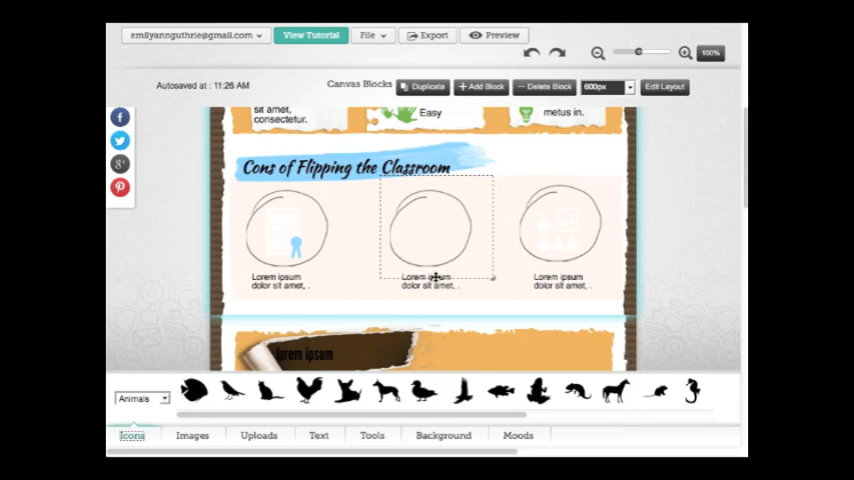 emilyannguthrie@gmail.com View Tutorial File Export Preview
100%
Autosaved at : 11:26 AM Canvas Blocks Duplicate + Add Block − Delete Block 600px Edit Layout
sit amet,
consectetur.
Easy
metus in.
Cons of Flipping the Classroom
Lorem ipsum
dolor sit amet, .
Lorem ipsum
dolor sit amet, .
Lorem ipsum
dolor sit amet, .
lorem ipsum
Animals
Icons Images Uploads Text Tools Background Moods